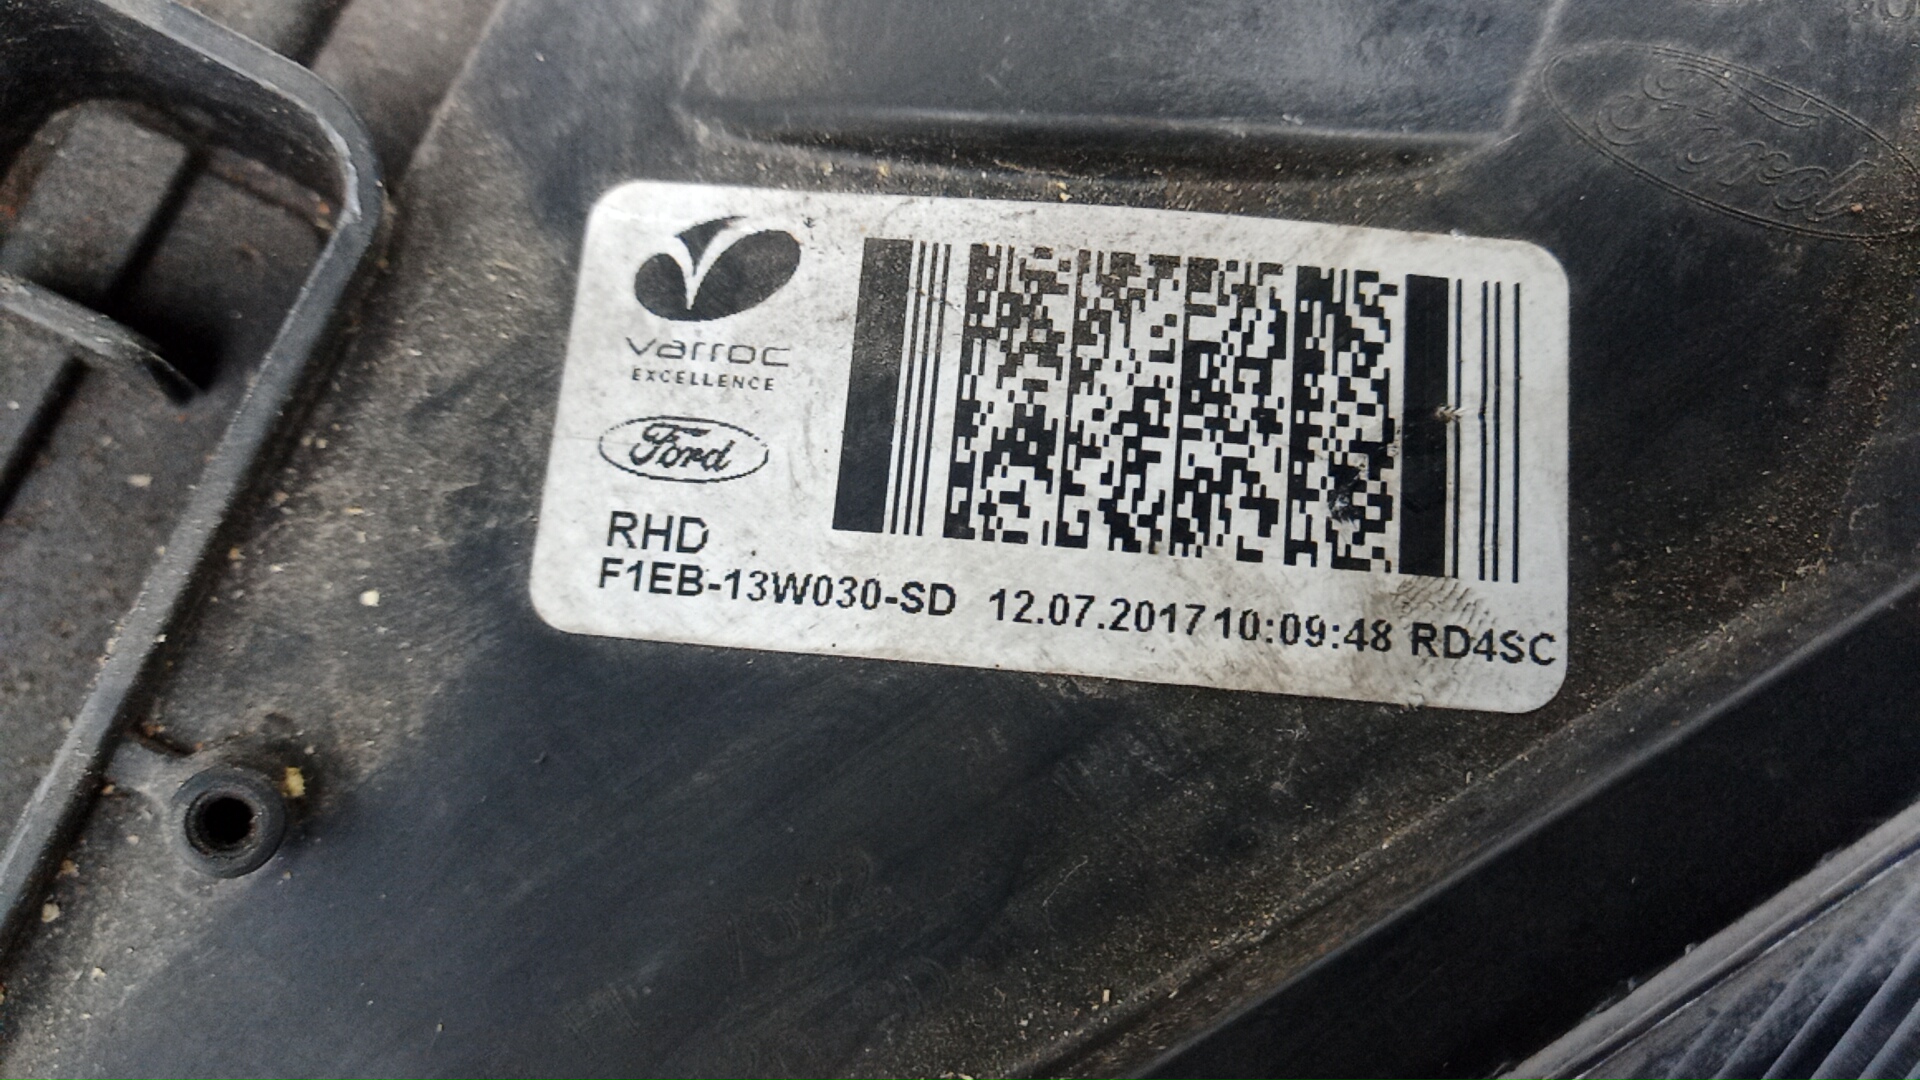 Ford
varroc
EXCELLENCE
Ford
RHD
F1EB-13W030-SD 12.07.2017 10:09:48 RD4SC